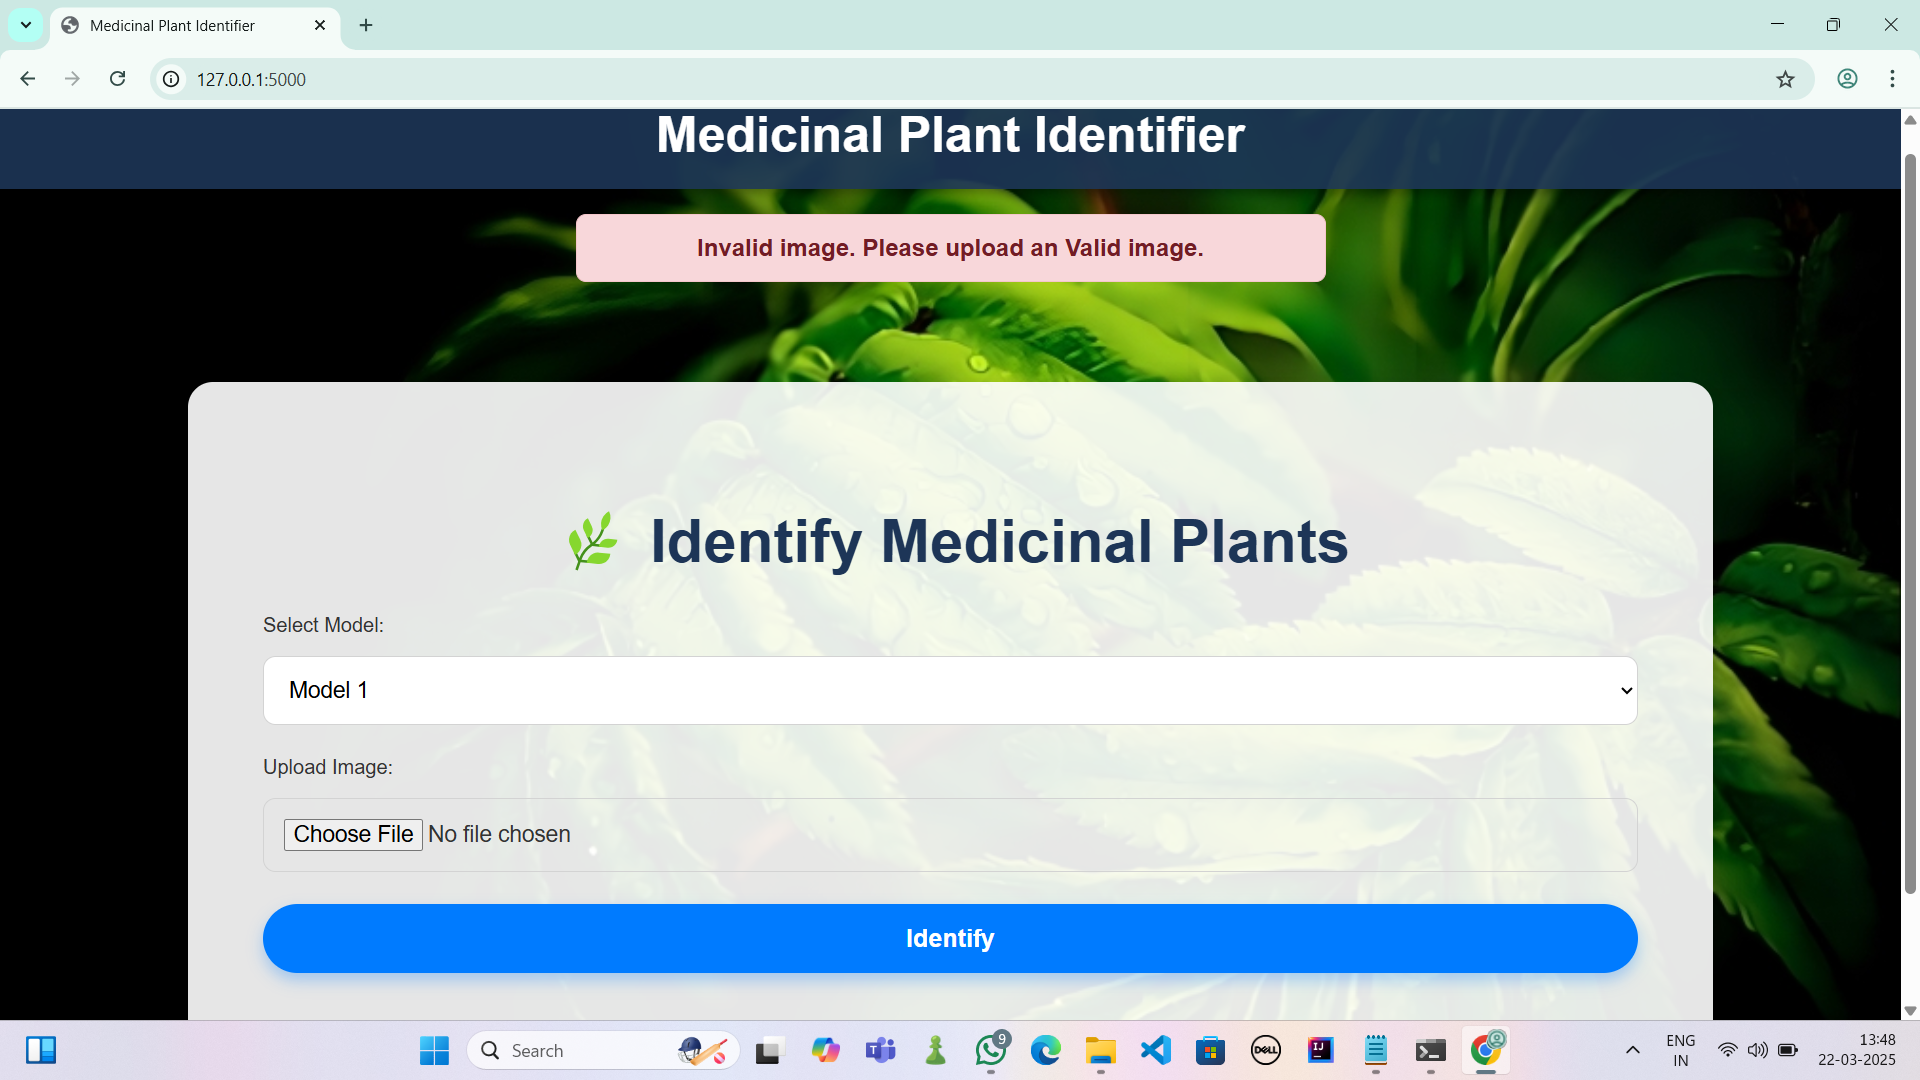 Medicinal Plant Identifier
127.0.0.1:5000
Medicinal Plant Identifier
Invalid image. Please upload an Valid image.
Identify Medicinal Plants
Select Model:
Model 1
Upload Image:
Choose File No file chosen
Identify
Search
9
DELL
IJ
ENG
IN
13:48
22-03-2025